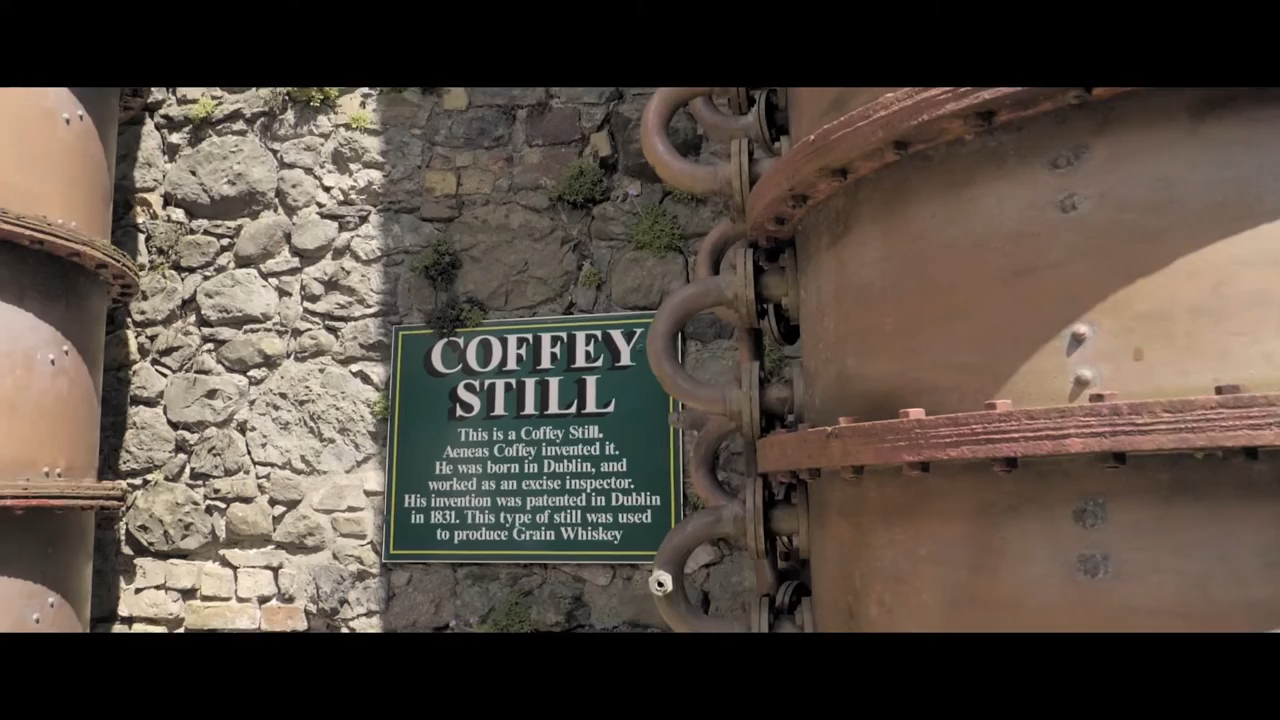 COFFEY
STILL
This is a Coffey Still.
Aeneas Coffey invented it.
He was born in Dublin, and
worked as an excise inspector.
His invention was patented in Dublin
in 1831. This type of still was used
to produce Grain Whiskey